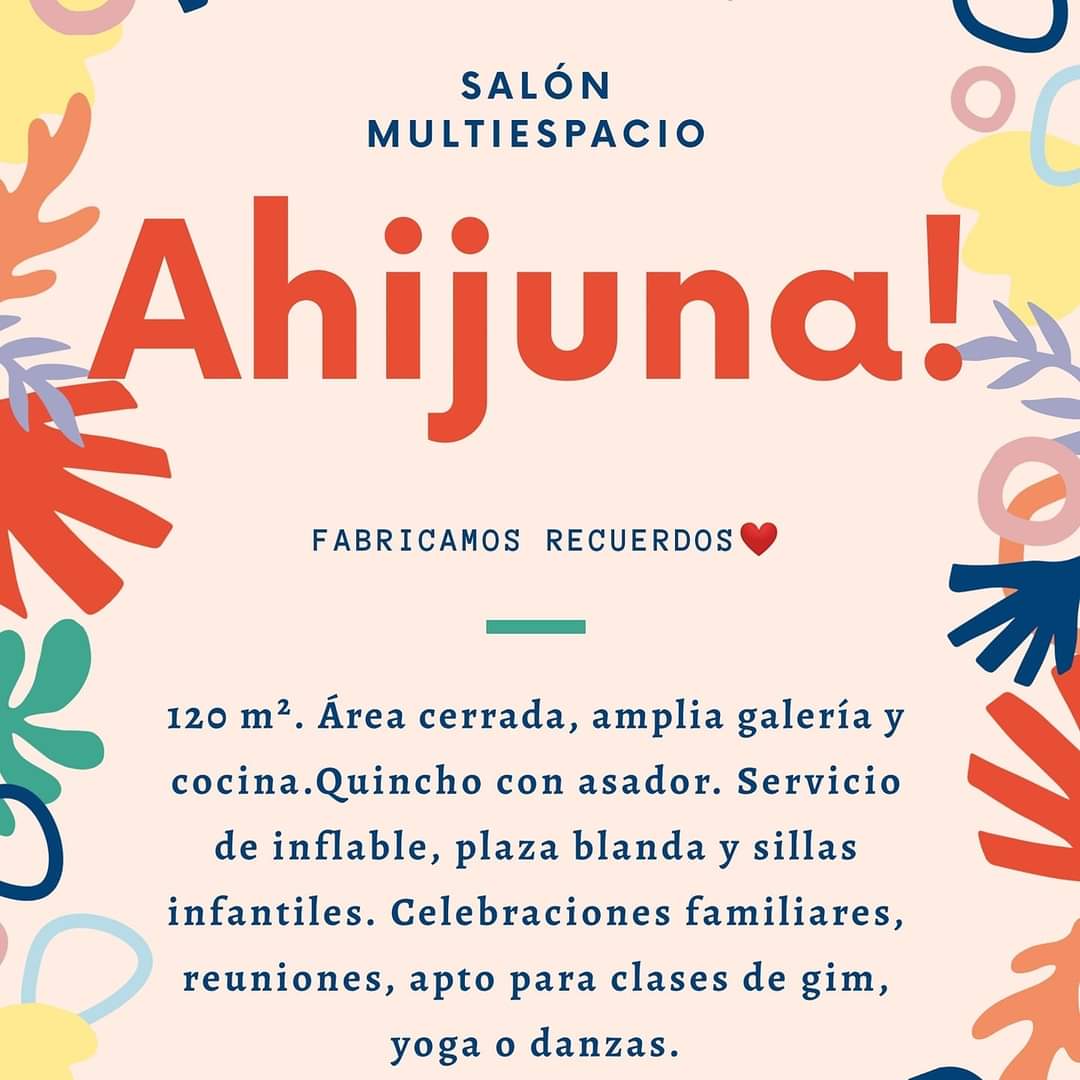 SALÓN
MULTIESPACIO
Ahijuna!
FABRICAMOS RECUERDOS❤️
120 m². Área cerrada, amplia galería y
cocina.Quincho con asador. Servicio
de inflable, plaza blanda y sillas
infantiles. Celebraciones familiares,
reuniones, apto para clases de gim,
yoga o danzas.